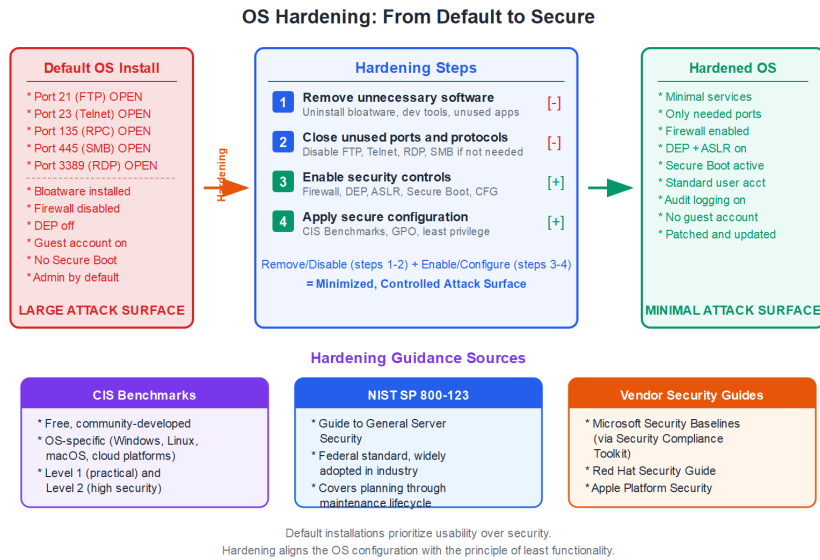 OS Hardening: From Default to Secure
Default OS Install
* Port 21 (FTP) OPEN
* Port 23 (Telnet) OPEN
* Port 135 (RPC) OPEN
* Port 445 (SMB) OPEN
* Port 3389 (RDP) OPEN
* Bloatware installed
* Firewall disabled
* DEP off
* Guest account on
* No Secure Boot
* Admin by default
LARGE ATTACK SURFACE
Hardening
Hardening Steps
1 Remove unnecessary software [-]
Uninstall bloatware, dev tools, unused apps
2 Close unused ports and protocols [-]
Disable FTP, Telnet, RDP, SMB if not needed
3 Enable security controls [+]
Firewall, DEP, ASLR, Secure Boot, CFG
4 Apply secure configuration [+]
CIS Benchmarks, GPO, least privilege
Remove/Disable (steps 1-2) + Enable/Configure (steps 3-4)
= Minimized, Controlled Attack Surface
Hardened OS
* Minimal services
* Only needed ports
* Firewall enabled
* DEP + ASLR on
* Secure Boot active
* Standard user acct
* Audit logging on
* No guest account
* Patched and updated
MINIMAL ATTACK SURFACE
Hardening Guidance Sources
CIS Benchmarks
* Free, community-developed
* OS-specific (Windows, Linux,
macOS, cloud platforms)
* Level 1 (practical) and
Level 2 (high security)
NIST SP 800-123
* Guide to General Server
Security
* Federal standard, widely
adopted in industry
* Covers planning through
maintenance lifecycle
Vendor Security Guides
* Microsoft Security Baselines
(via Security Compliance
Toolkit)
* Red Hat Security Guide
* Apple Platform Security
Default installations prioritize usability over security.
Hardening aligns the OS configuration with the principle of least functionality.